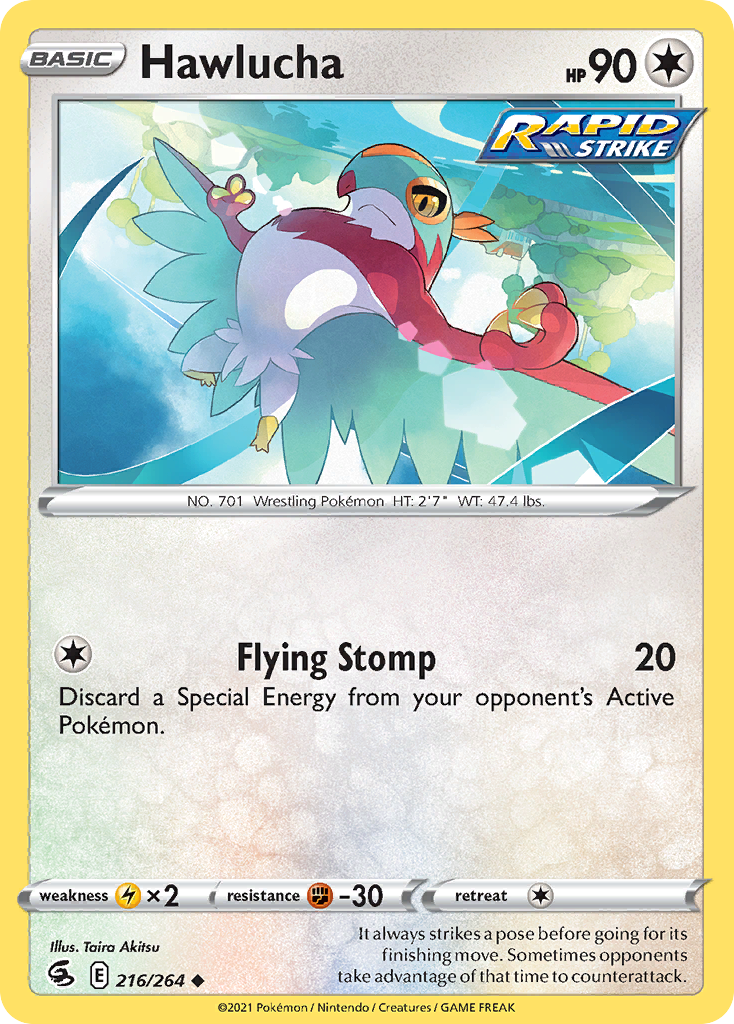 BASIC Hawlucha HP 90
RAPID
STRIKE
NO. 701 Wrestling Pokémon HT: 2'7" WT: 47.4 lbs.
Flying Stomp 20
Discard a Special Energy from your opponent's Active
Pokémon.
weakness ×2 resistance -30 retreat
Illus. Taira Akitsu
It always strikes a pose before going for its
finishing move. Sometimes opponents
take advantage of that time to counterattack.
E 216/264
©2021 Pokémon / Nintendo / Creatures / GAME FREAK